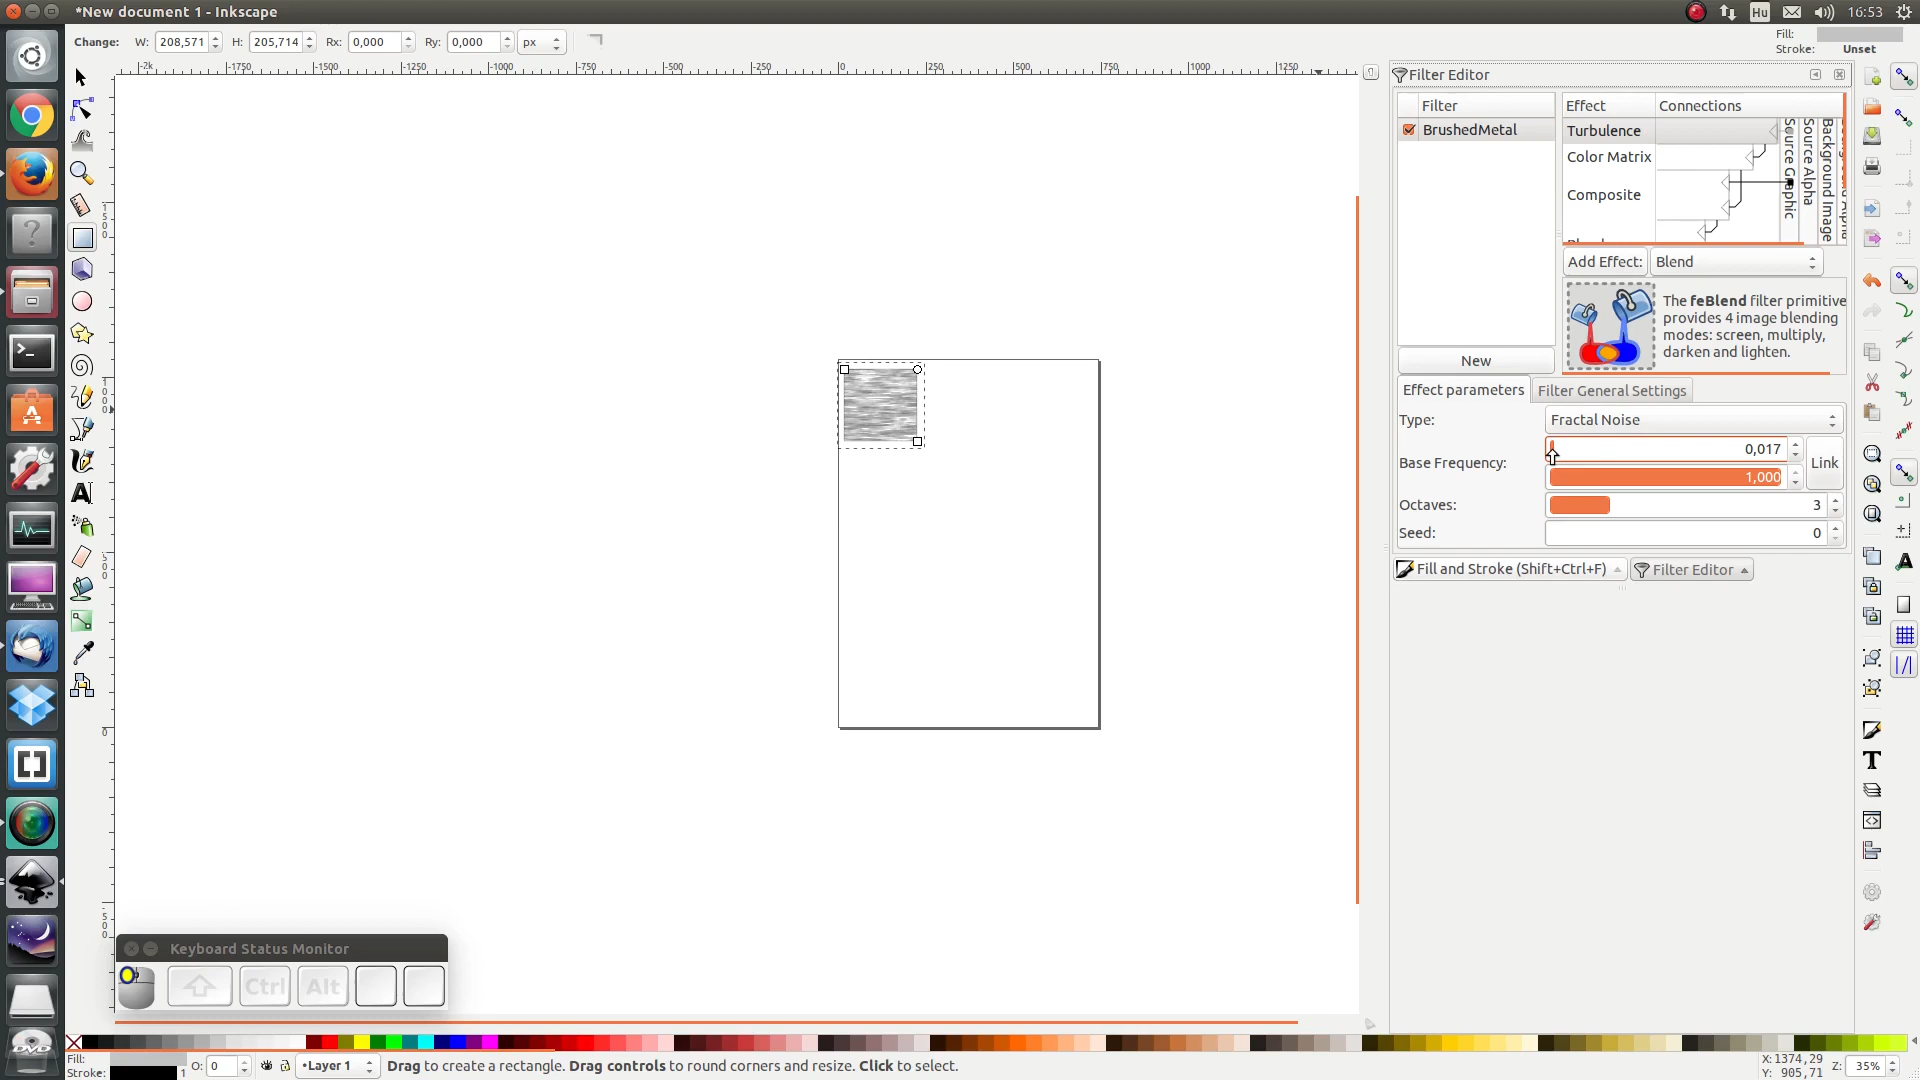 *New document 1 - Inkscape
Hu
16:53
Change: W: 208,571 H: 205,714 Rx: 0,000 Ry: 0,000 px
Fill:
Stroke: Unset
-2k -1750 -1500 -1250 -1000 -750 -500 -250 0 250 500 750 1000 1250
Filter Editor
Filter
BrushedMetal
Effect Connections
Turbulence
Color Matrix
Composite
Source Graphic
Source Alpha
Background Image
Add Effect: Blend
The feBlend filter primitive
provides 4 image blending
modes: screen, multiply,
darken and lighten.
New
Effect parameters Filter General Settings
Type: Fractal Noise
Base Frequency: 0,017
1,000
Link
Octaves: 3
Seed: 0
Fill and Stroke (Shift+Ctrl+F) Filter Editor
Keyboard Status Monitor
Ctrl Alt
Fill:
Stroke: 1
O: 0
•Layer 1
Drag to create a rectangle. Drag controls to round corners and resize. Click to select.
X:1374,29
Y: 905,71
Z: 35%